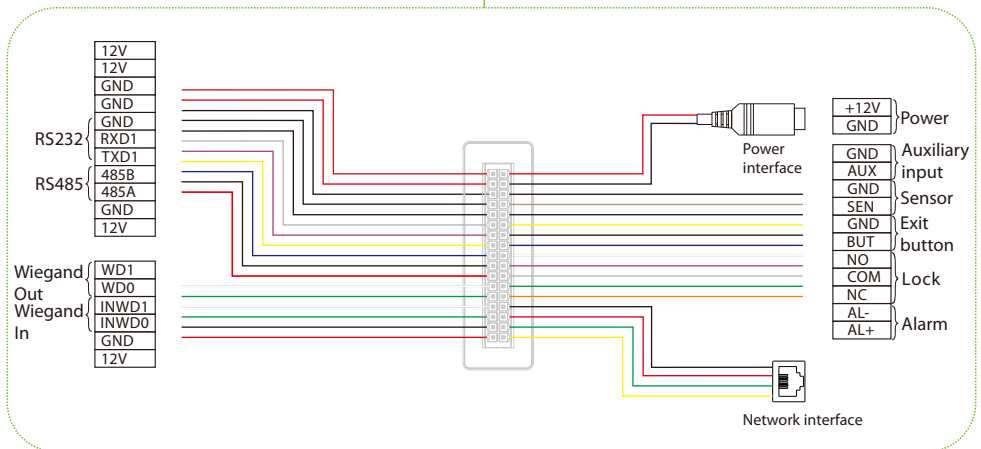 12V
12V
GND
GND
GND
RS232
RXD1
TXD1
RS485
485B
485A
GND
12V
Wiegand
Out
WD1
WD0
Wiegand
In
INWD1
INWD0
GND
12V
Power
interface
+12V
GND
Power
GND
AUX
Auxiliary
input
GND
SEN
Sensor
GND
BUT
Exit
button
NO
COM
NC
Lock
AL-
AL+
Alarm
Network interface